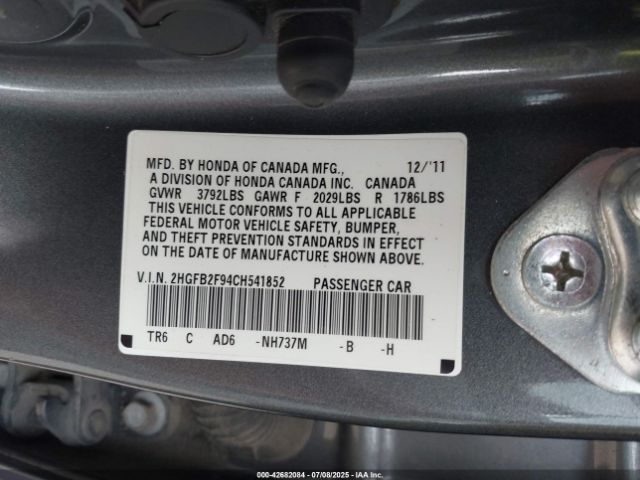 MFD. BY HONDA OF CANADA MFG., 12/'11
A DIVISION OF HONDA CANADA INC. CANADA
GVWR 3792LBS GAWR F 2029LBS R 1786LBS
THIS VEHICLE CONFORMS TO ALL APPLICABLE
FEDERAL MOTOR VEHICLE SAFETY, BUMPER,
AND THEFT PREVENTION STANDARDS IN EFFECT
ON THE DATE OF MANUFACTURE SHOWN ABOVE.
V.I.N. 2HGFB2F94CH541852 PASSENGER CAR
TR6 C AD6 -NH737M -B -H
000-42682084 - 07/08/2025 - IAA Inc.